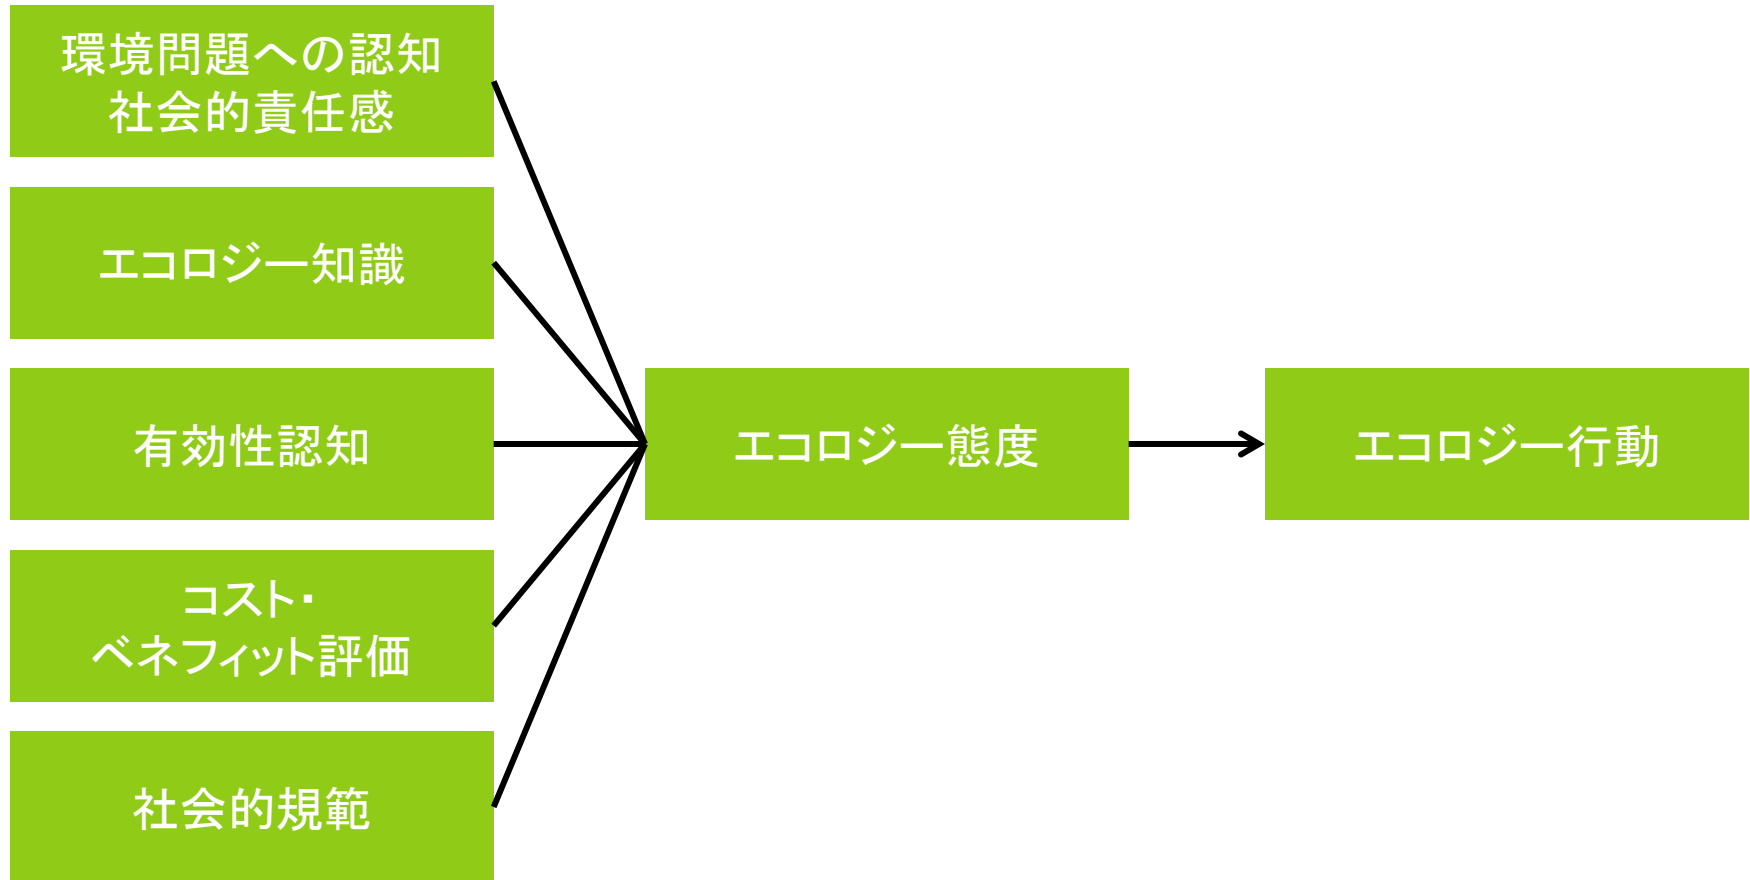 環境問題への認知
社会的責任感
エコロジー知識
有効性認知
コスト・
ベネフィット評価
社会的規範
エコロジー態度
エコロジー行動